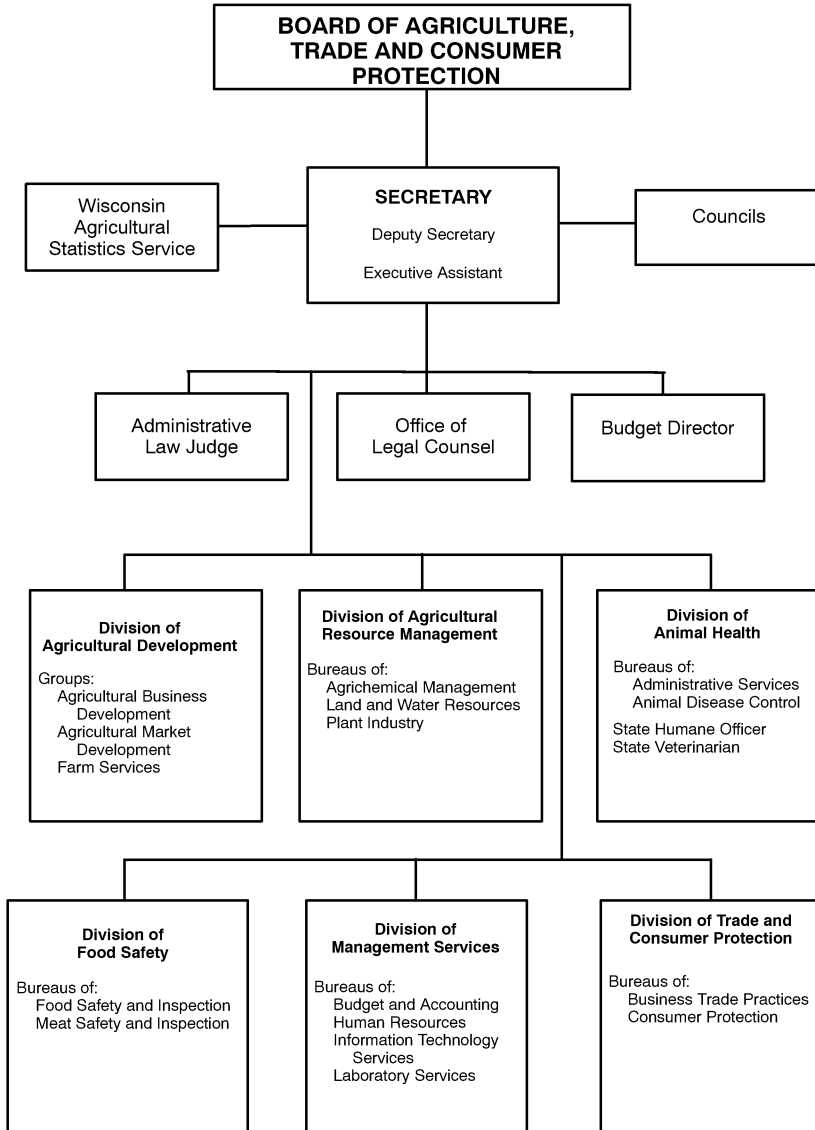 BOARD OF AGRICULTURE,
TRADE AND CONSUMER
PROTECTION
Wisconsin
Agricultural
Statistics Service
SECRETARY
Deputy Secretary
Executive Assistant
Councils
Administrative
Law Judge
Office of
Legal Counsel
Budget Director
Division of
Agricultural Development
Groups:
Agricultural Business
Development
Agricultural Market
Development
Farm Services
Division of Agricultural
Resource Management
Bureaus of:
Agrichemical Management
Land and Water Resources
Plant Industry
Division of
Animal Health
Bureaus of:
Administrative Services
Animal Disease Control
State Humane Officer
State Veterinarian
Division of
Food Safety
Bureaus of:
Food Safety and Inspection
Meat Safety and Inspection
Division of
Management Services
Bureaus of:
Budget and Accounting
Human Resources
Information Technology
Services
Laboratory Services
Division of Trade and
Consumer Protection
Bureaus of:
Business Trade Practices
Consumer Protection